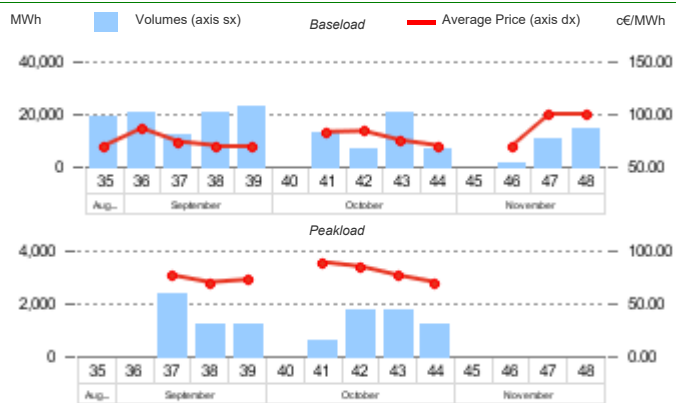 MWh Volumes (axis sx) Baseload Average Price (axis dx) c€/MWh
40,000 150.00
20,000 100.00
0 50.00
35 36 37 38 39 40 41 42 43 44 45 46 47 48
Aug... September October November
Peakload
4,000 100.00
2,000 50.00
0 0.00
35 36 37 38 39 40 41 42 43 44 45 46 47 48
Aug... September October November